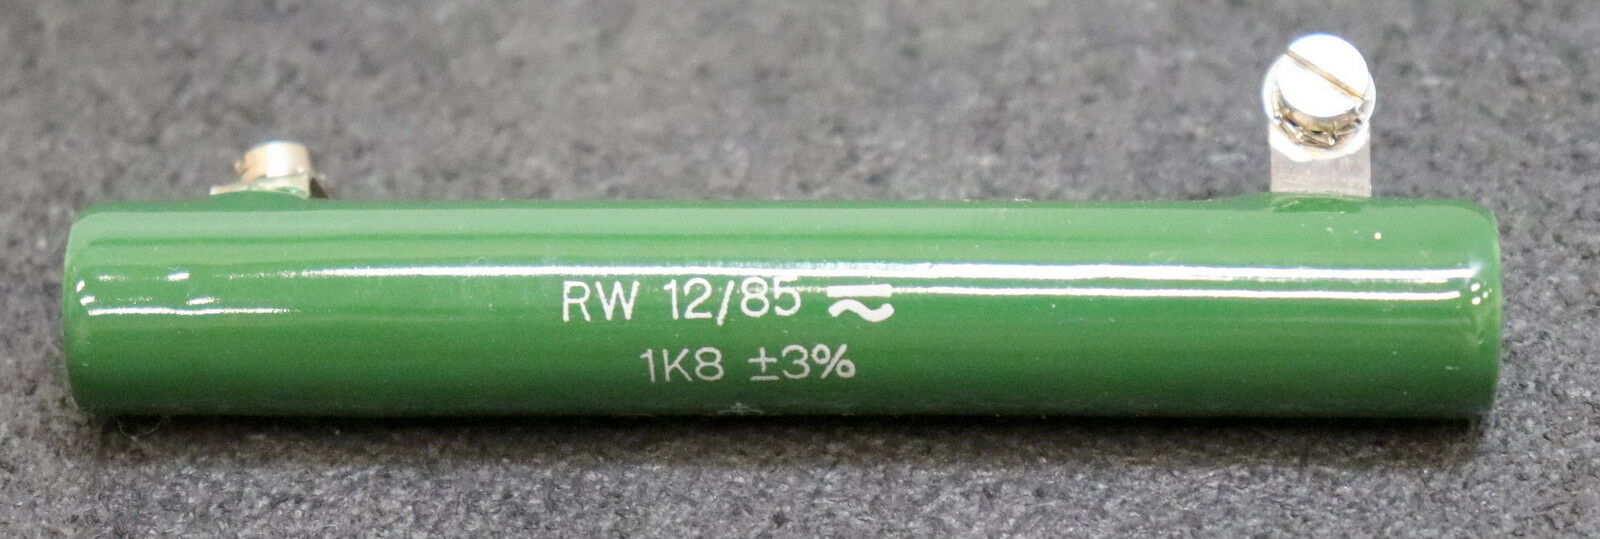 RW 12/85 ≂
1K8 ±3%